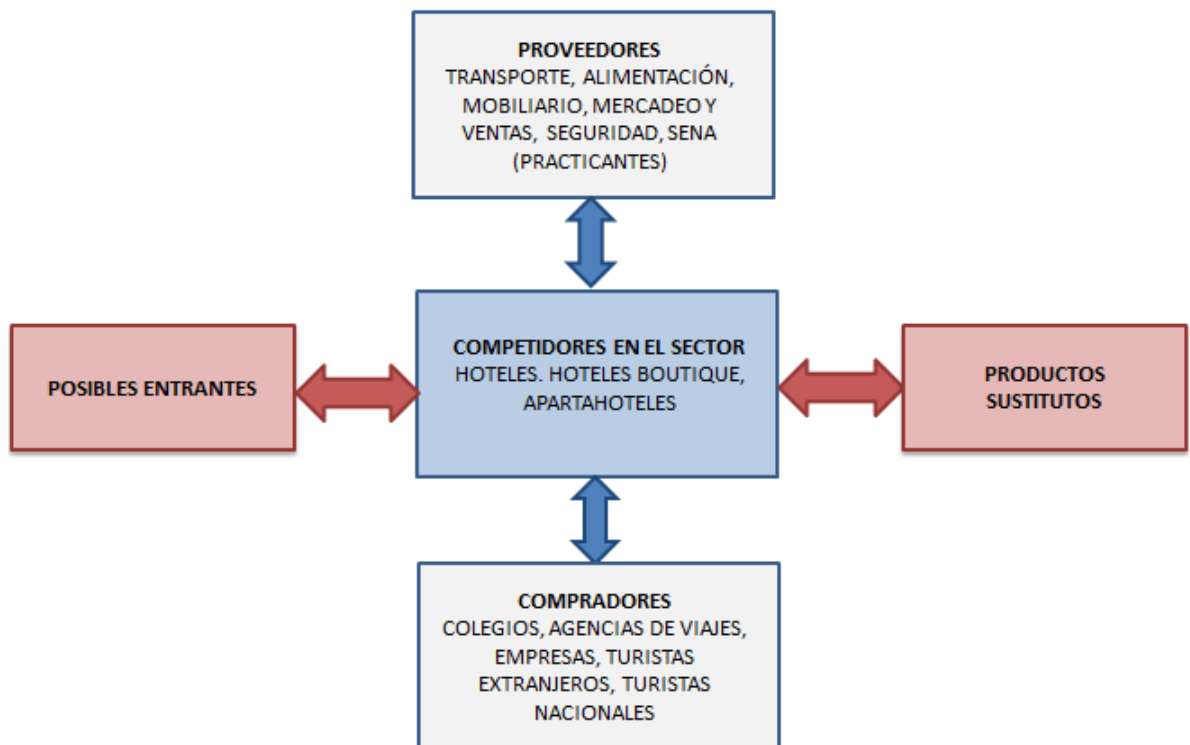 PROVEEDORES
TRANSPORTE, ALIMENTACIÓN,
MOBILIARIO, MERCADEO Y
VENTAS, SEGURIDAD, SENA
(PRACTICANTES)
POSIBLES ENTRANTES
COMPETIDORES EN EL SECTOR
HOTELES. HOTELES BOUTIQUE,
APARTAHOTELES
PRODUCTOS
SUSTITUTOS
COMPRADORES
COLEGIOS, AGENCIAS DE VIAJES,
EMPRESAS, TURISTAS
EXTRANJEROS, TURISTAS
NACIONALES